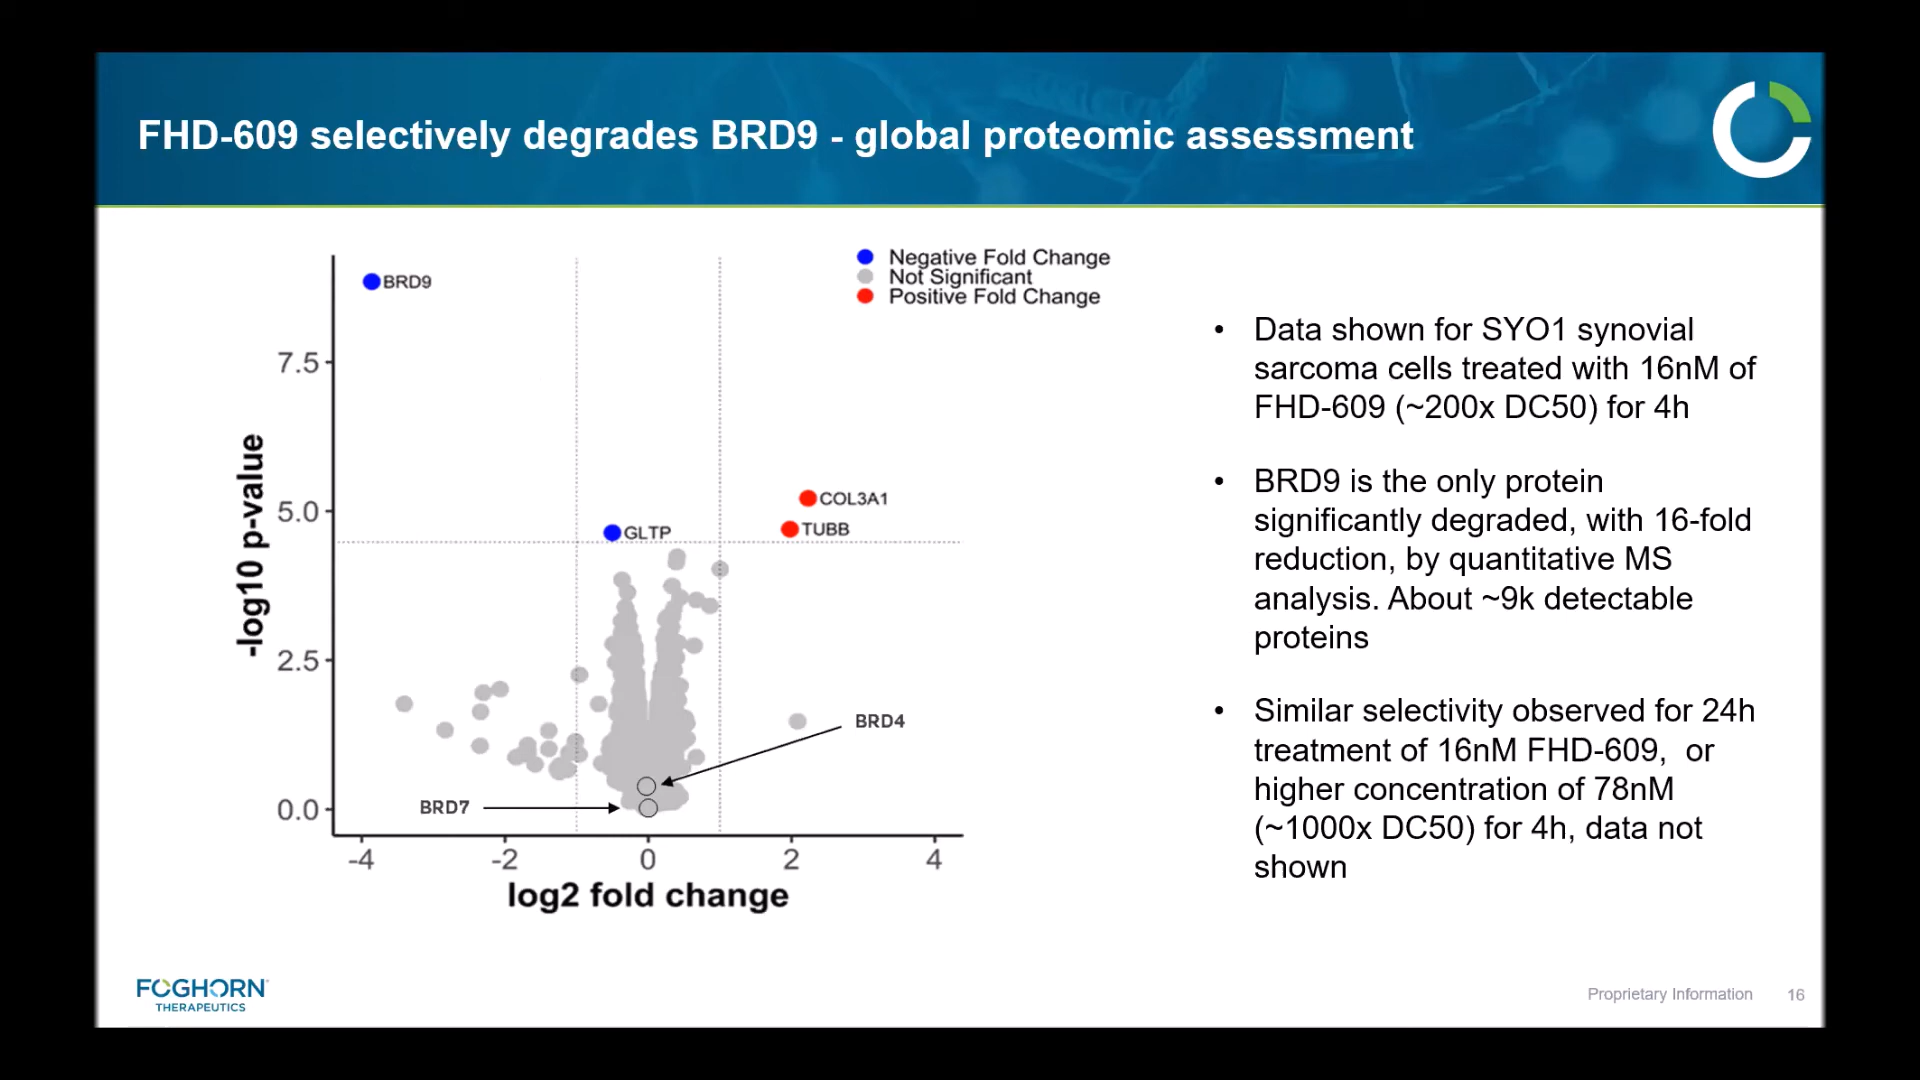 FHD-609 selectively degrades BRD9 - global proteomic assessment
Negative Fold Change
Not Significant
Positive Fold Change
BRD9
7.5
5.0
2.5
0.0
-log10 p-value
COL3A1
TUBB
GLTP
BRD4
BRD7
-4
-2
0
2
4
log2 fold change
• Data shown for SYO1 synovial
sarcoma cells treated with 16nM of
FHD-609 (~200x DC50) for 4h
• BRD9 is the only protein
significantly degraded, with 16-fold
reduction, by quantitative MS
analysis. About ~9k detectable
proteins
• Similar selectivity observed for 24h
treatment of 16nM FHD-609, or
higher concentration of 78nM
(~1000x DC50) for 4h, data not
shown
FOGHORN
THERAPEUTICS
Proprietary Information 16